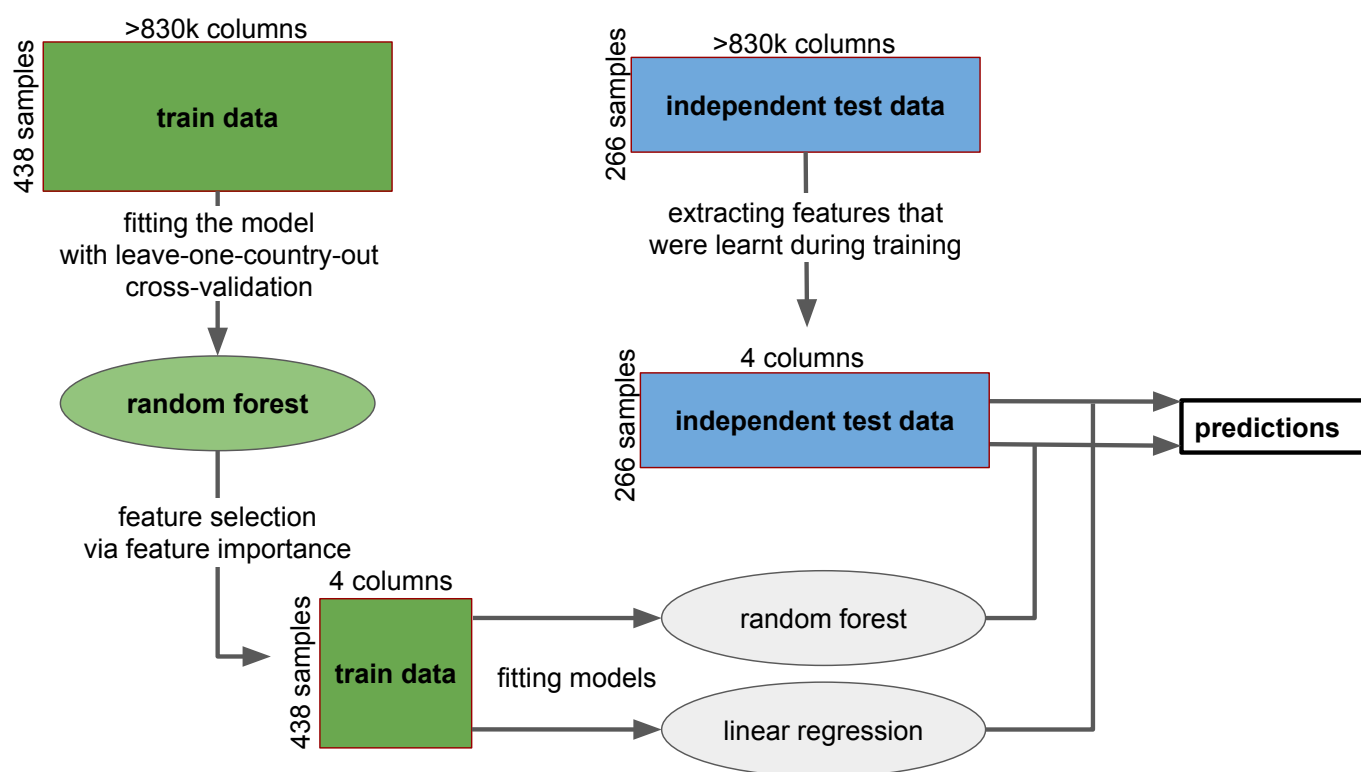 >830k columns
438 samples
train data
fitting the model
with leave-one-country-out
cross-validation
random forest
feature selection
via feature importance
4 columns
438 samples
train data
fitting models
random forest
linear regression
>830k columns
266 samples
independent test data
extracting features that
were learnt during training
4 columns
266 samples
independent test data
predictions